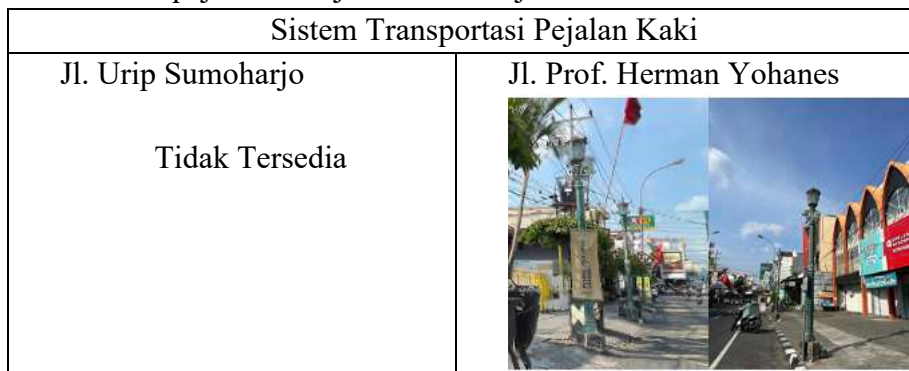 Sistem Transportasi Pejalan Kaki
Jl. Urip Sumoharjo
Jl. Prof. Herman Yohanes
Tidak Tersedia